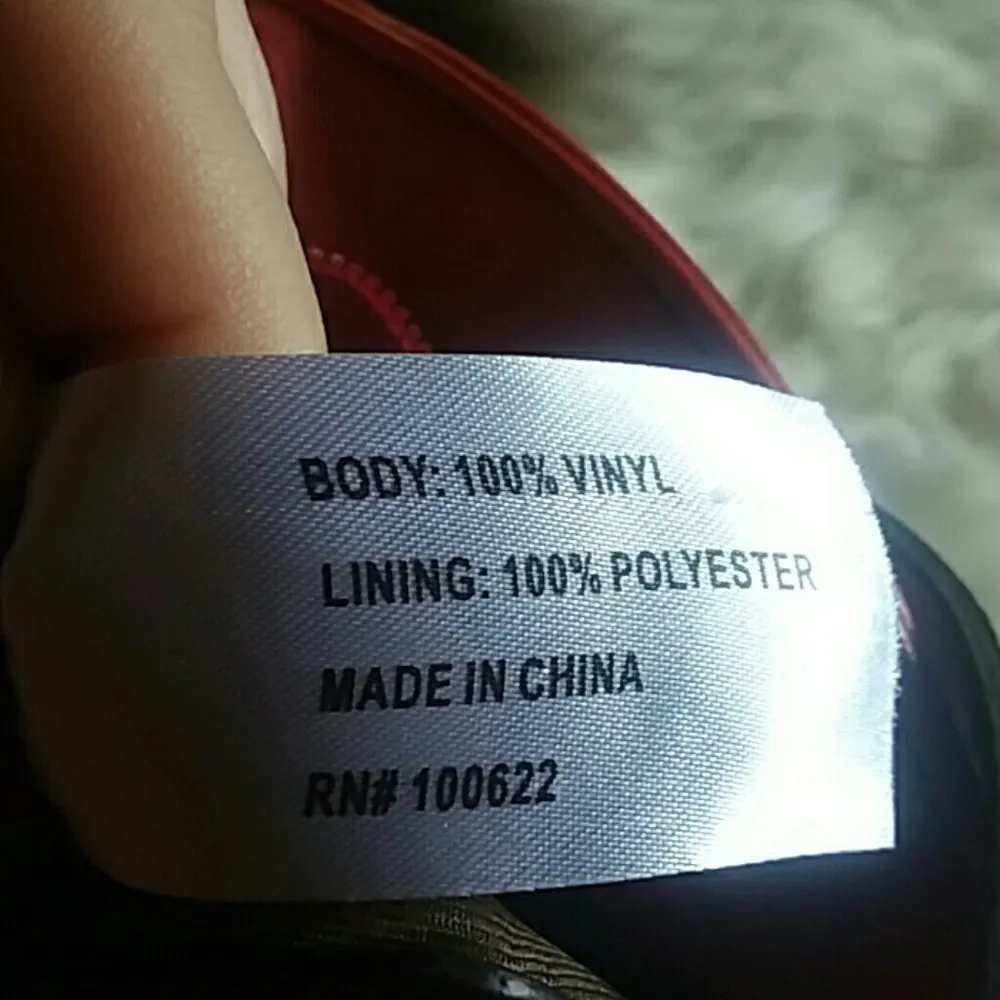 BODY: 100% VINYL
LINING: 100% POLYESTER
MADE IN CHINA
RN# 100622